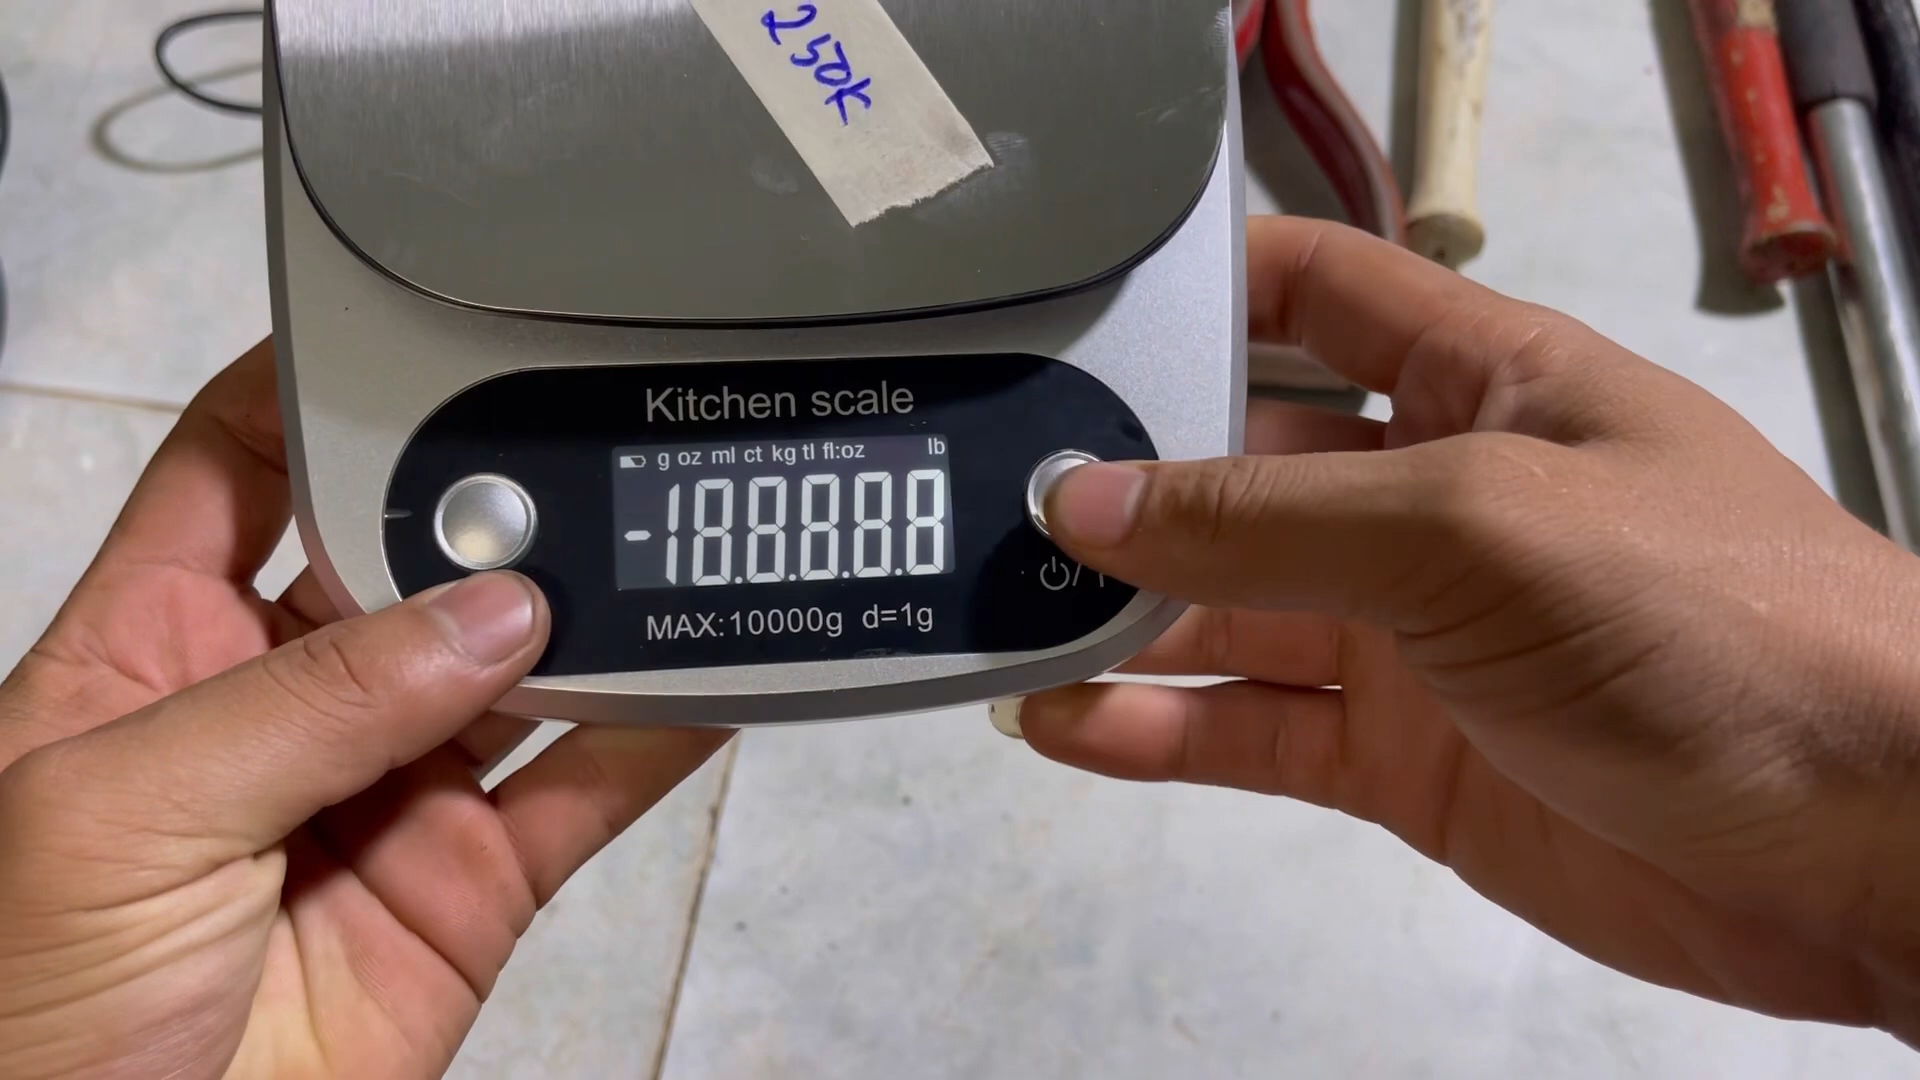 250K
Kitchen scale
g oz ml ct kg tl fl:oz lb
-188888
MAX:10000g d=1g